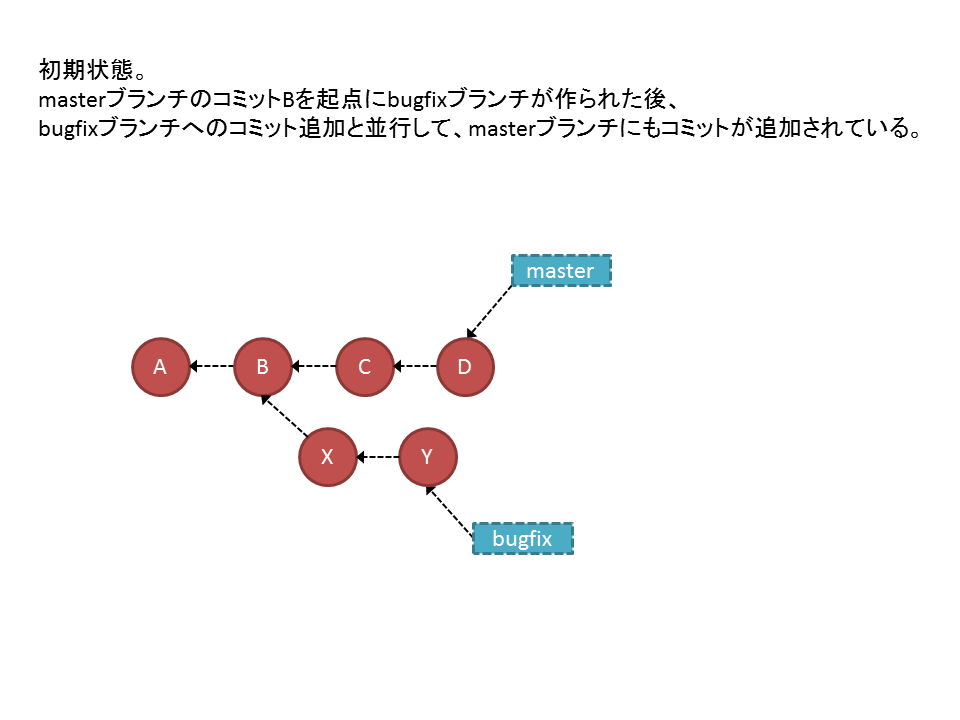 初期状態。
masterブランチのコミットBを起点にbugfixブランチが作られた後、
bugfixブランチへのコミット追加と並行して、masterブランチにもコミットが追加されている。
master
A
B
C
D
X
Y
bugfix